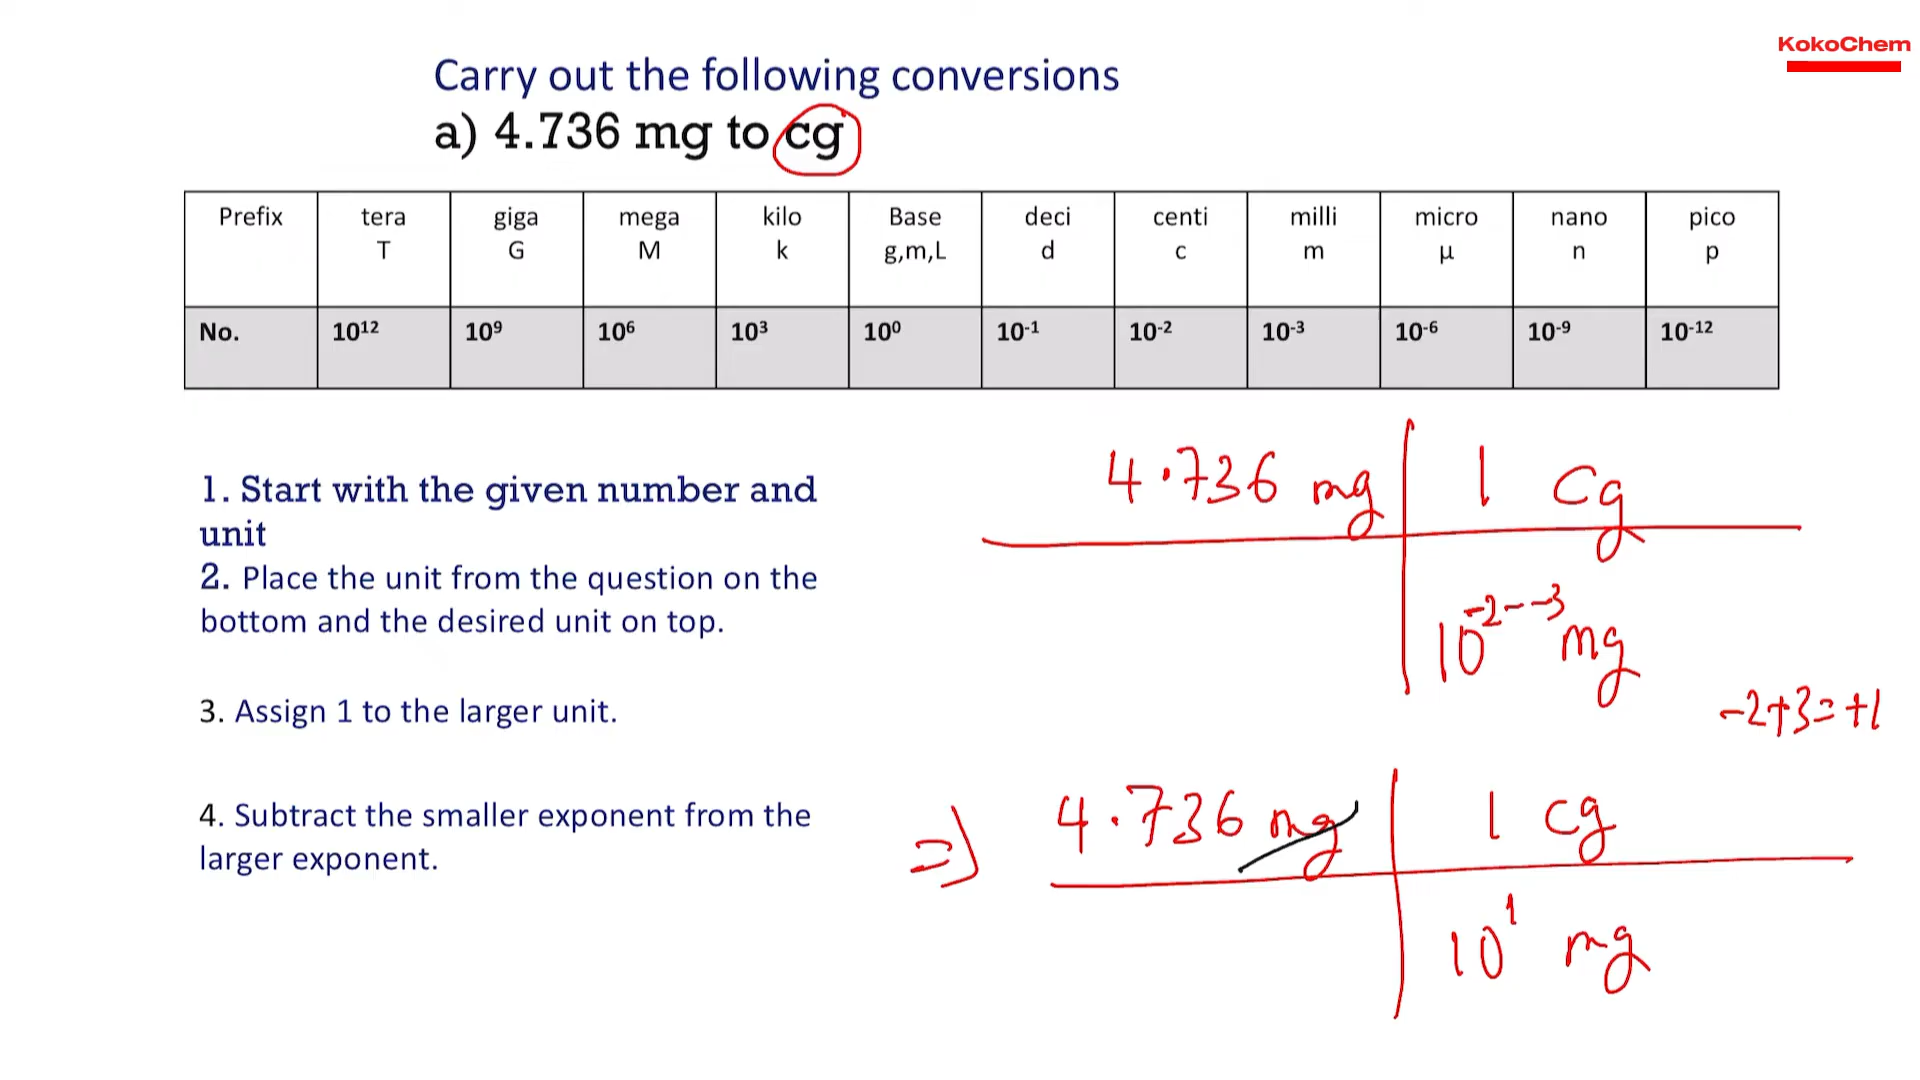 KokoChem
Carry out the following conversions
a) 4.736 mg to cg
Prefix tera giga mega kilo Base deci centi milli micro nano pico
T G M k g,m,L d c m µ n p
No. 10¹² 10⁹ 10⁶ 10³ 10⁰ 10⁻¹ 10⁻² 10⁻³ 10⁻⁶ 10⁻⁹ 10⁻¹²
1. Start with the given number and
unit
2. Place the unit from the question on the
bottom and the desired unit on top.
3. Assign 1 to the larger unit.
4. Subtract the smaller exponent from the
larger exponent.
4.736 mg 1 cg
10⁻²⁻⁻³ mg
-2+3=+1
=> 4.736 mg 1 cg
10¹ mg